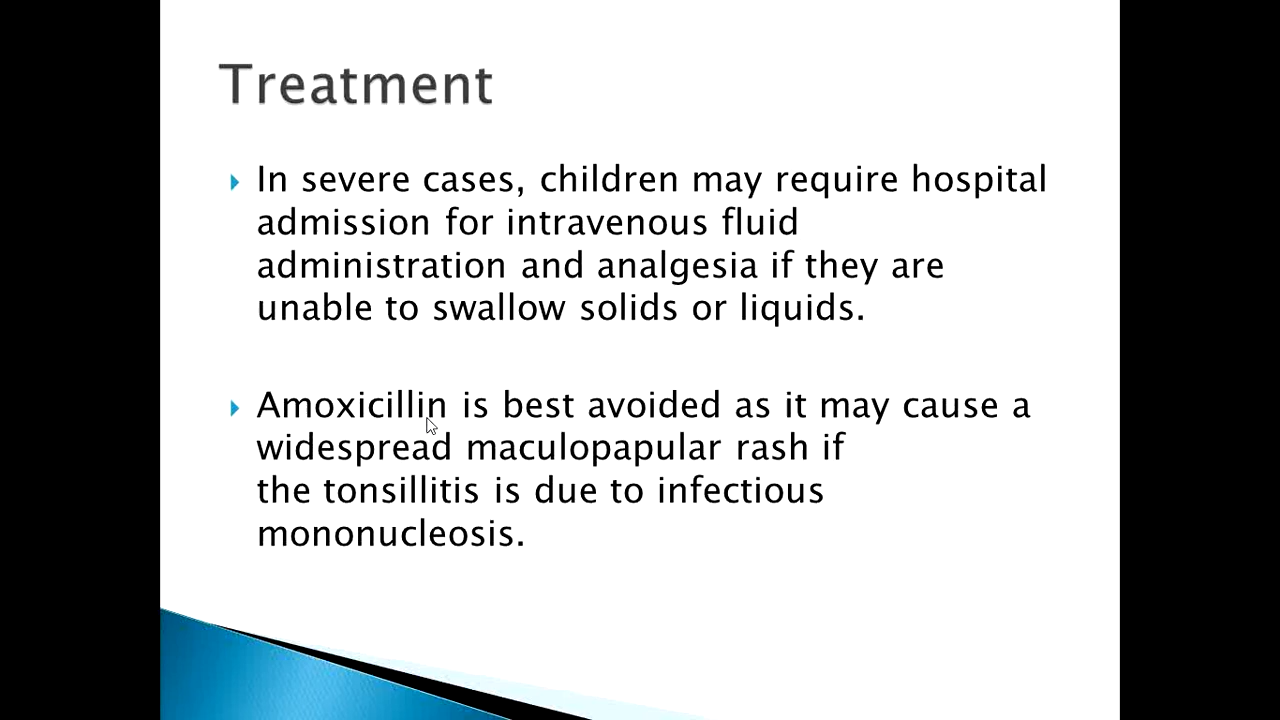 Treatment
In severe cases, children may require hospital
admission for intravenous fluid
administration and analgesia if they are
unable to swallow solids or liquids.
Amoxicillin is best avoided as it may cause a
widespread maculopapular rash if
the tonsillitis is due to infectious
mononucleosis.